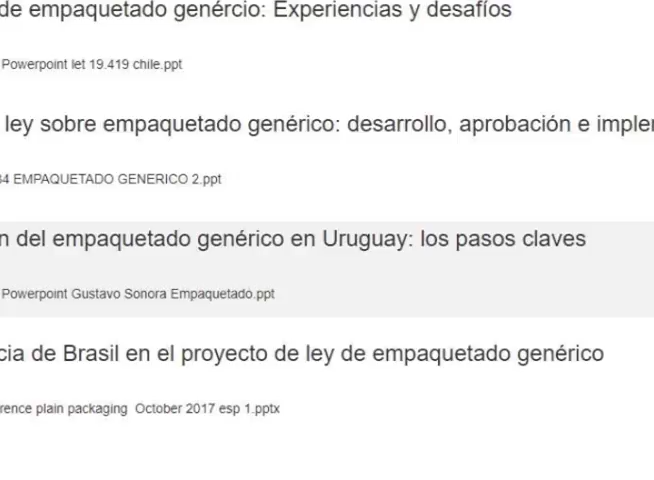 de empaquetado genércio: Experiencias y desafíos
Powerpoint let 19.419 chile.ppt
ley sobre empaquetado genérico: desarrollo, aprobación e imple
34 EMPAQUETADO GENERICO 2.ppt
n del empaquetado genérico en Uruguay: los pasos claves
Powerpoint Gustavo Sonora Empaquetado.ppt
cia de Brasil en el proyecto de ley de empaquetado genérico
rence plain packaging October 2017 esp 1.pptx